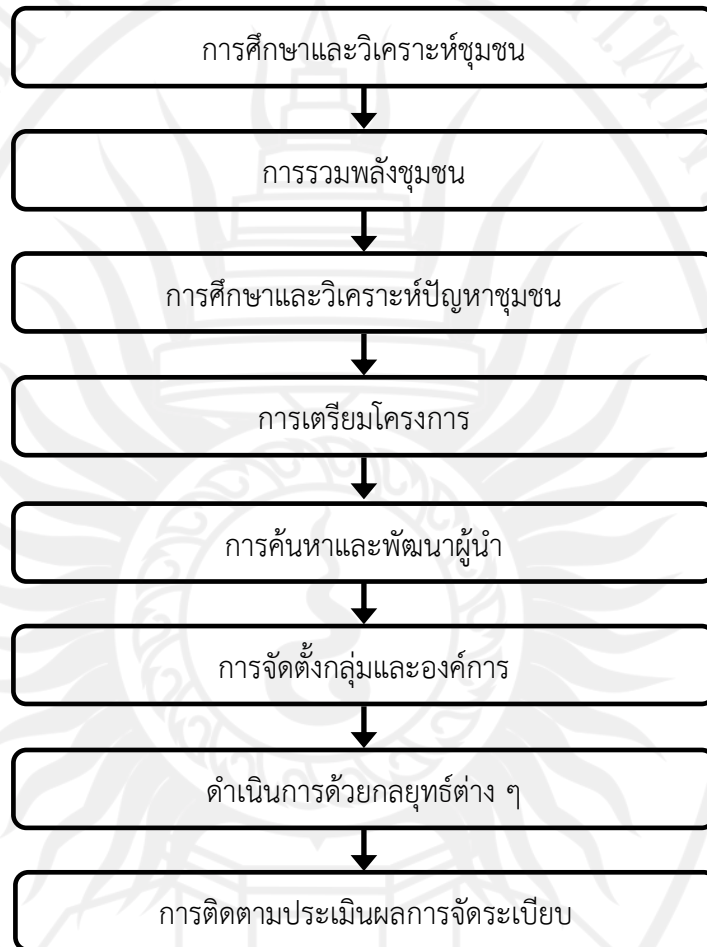 การศึกษาและวิเคราะห์ชุมชน
การรวมพลังชุมชน
การศึกษาและวิเคราะห์ปัญหาชุมชน
การเตรียมโครงการ
การค้นหาและพัฒนาผู้นำ
การจัดตั้งกลุ่มและองค์การ
ดำเนินการด้วยกลยุทธ์ต่าง ๆ
การติดตามประเมินผลการจัดระเบียบ